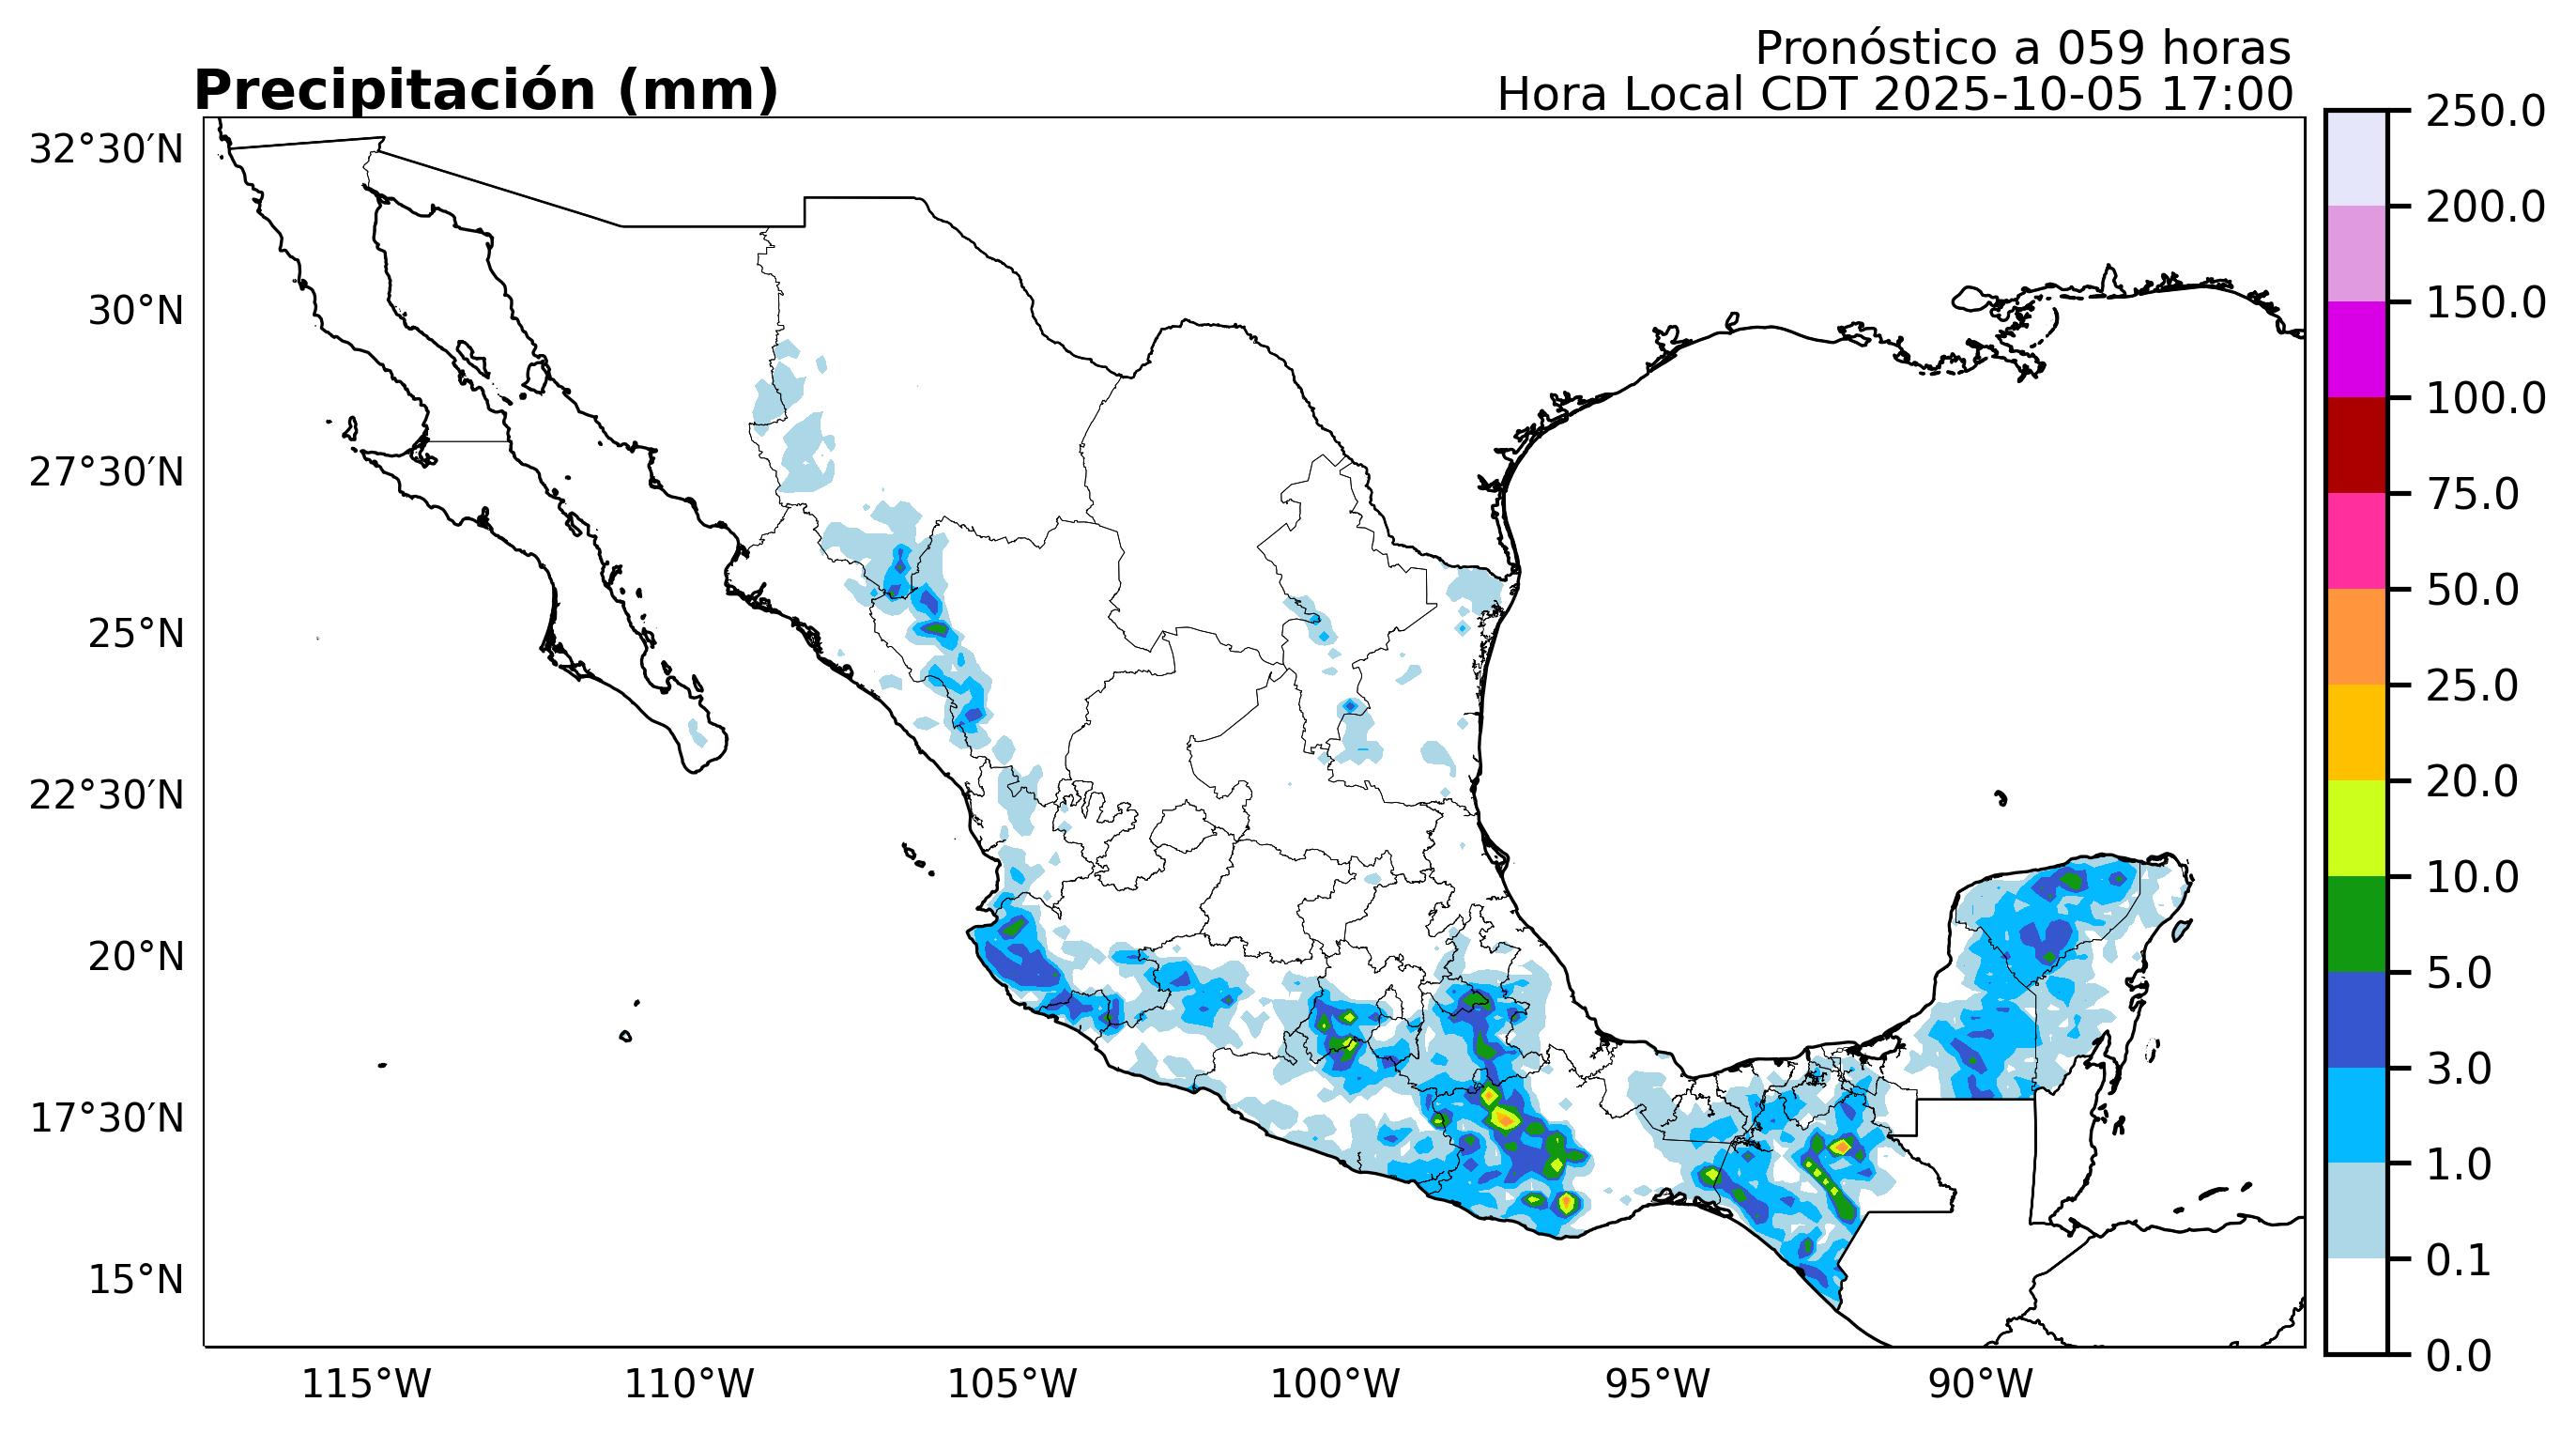 Pronóstico a 059 horas
Precipitación (mm)
Hora Local CDT 2025-10-05 17:00
32°30′N
30°N
27°30′N
25°N
22°30′N
20°N
17°30′N
15°N
115°W
110°W
105°W
100°W
95°W
90°W
250.0
200.0
150.0
100.0
75.0
50.0
25.0
20.0
10.0
5.0
3.0
1.0
0.1
0.0